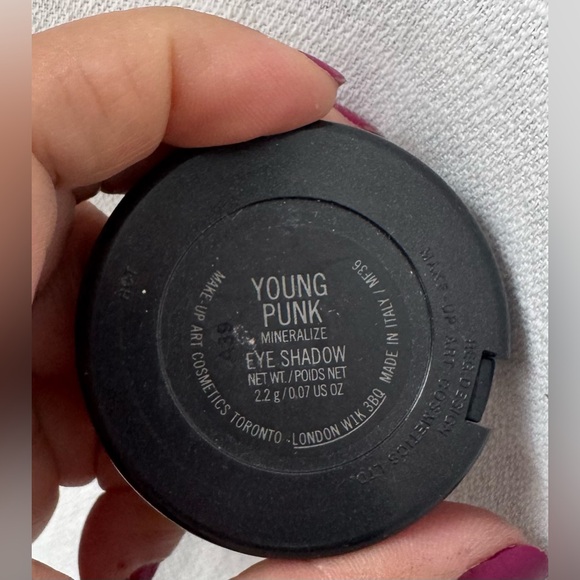 YOUNG
PUNK
MINERALIZE
EYE SHADOW
NET WT./POIDS NET
2.2 g/0.07 US OZ
MAKE-UP ART COSMETICS TORONTO · LONDON W1K 3BQ MADE IN ITALY / MF36
A39